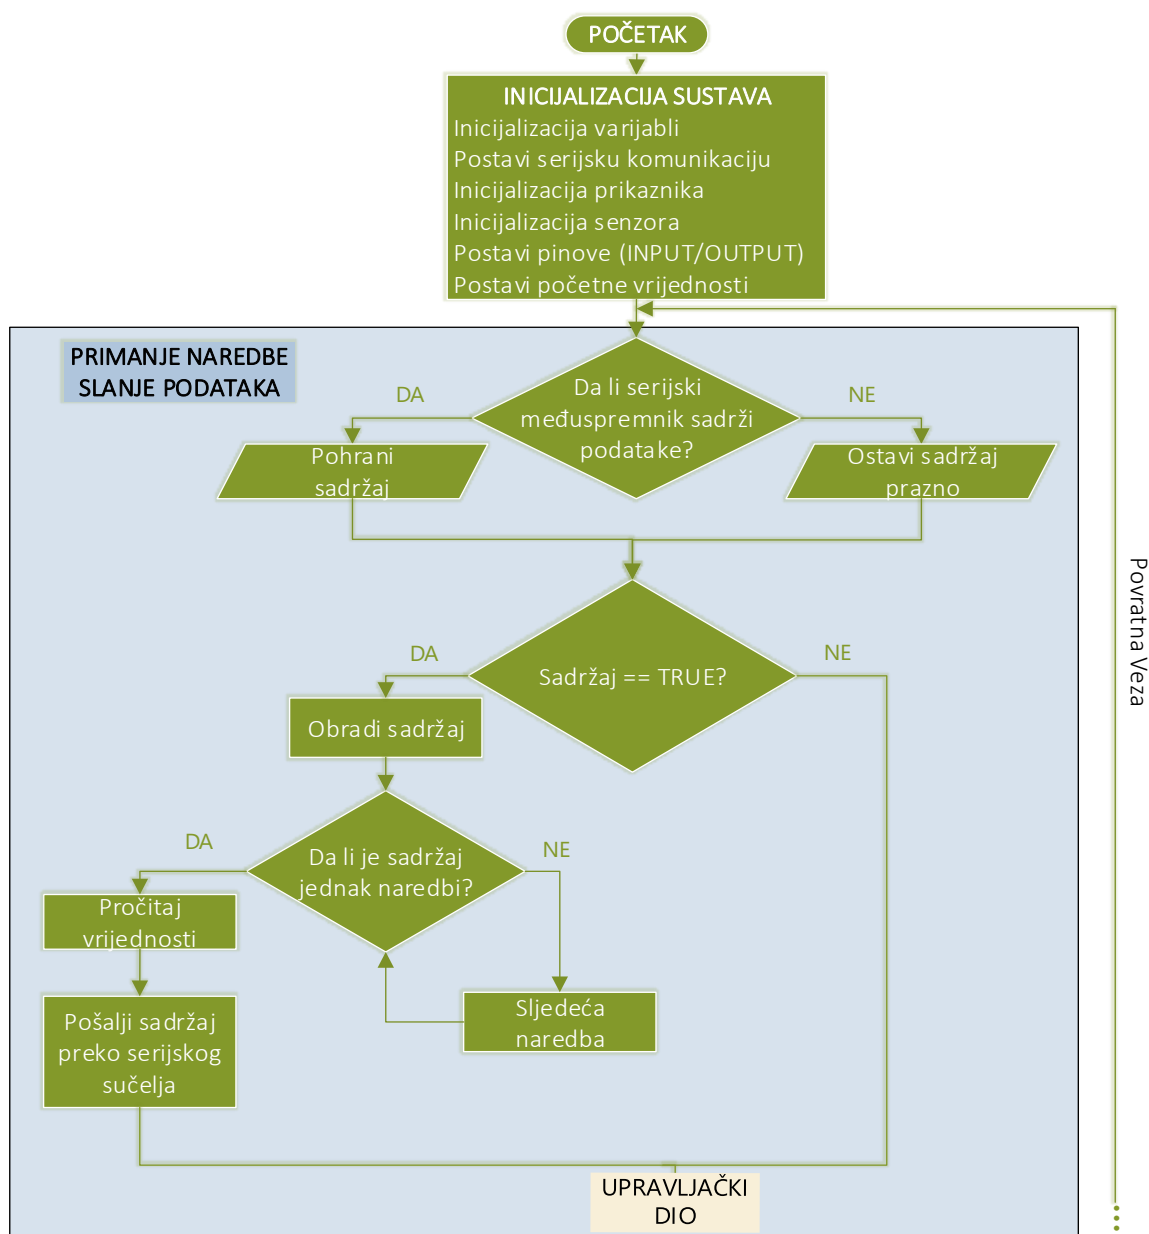 POČETAK
INICIJALIZACIJA SUSTAVA
Inicijalizacija varijabli
Postavi serijsku komunikaciju
Inicijalizacija prikaznika
Inicijalizacija senzora
Postavi pinove (INPUT/OUTPUT)
Postavi početne vrijednosti
PRIMANJE NAREDBE
SLANJE PODATAKA
Da li serijski
međuspremnik sadrži
podatake?
DA
NE
Pohrani
sadržaj
Ostavi sadržaj
prazno
Povratna Veza
Sadržaj == TRUE?
DA
NE
Obradi sadržaj
Da li je sadržaj
jednak naredbi?
DA
NE
Pročitaj
vrijednosti
Sljedeća
naredba
Pošalji sadržaj
preko serijskog
sučelja
UPRAVLJAČKI
DIO